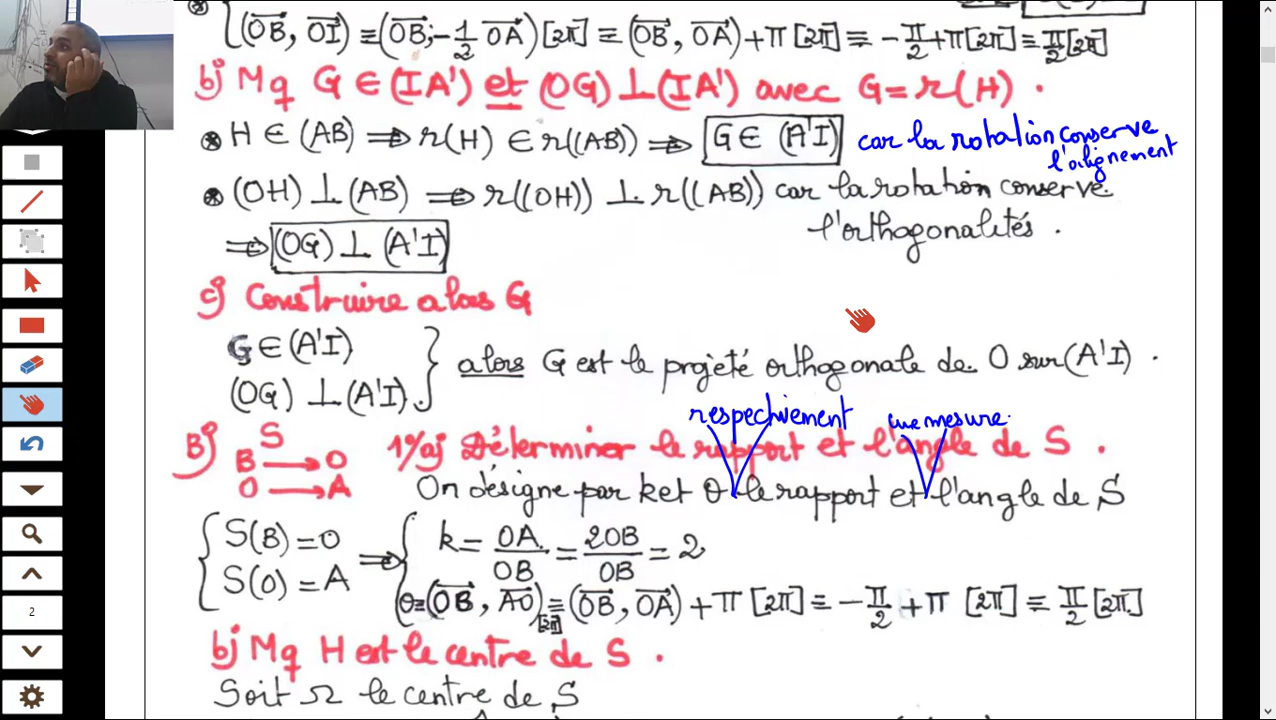 (OB, OI) ≡ (OB, -1/2 OA) [2π] ≡ (OB, OA) + π [2π] ≡ -π/2 + π [2π] ≡ π/2 [2π]
b) Mq G ∈ (IA') et (OG) ⊥ (IA') avec G = r(H) .
* H ∈ (AB) ⟹ r(H) ∈ r((AB)) ⟹ G ∈ (A'I) car la rotation conserve
l'alignement
* (OH) ⊥ (AB) ⟹ r((OH)) ⊥ r((AB)) car la rotation conserve
l'orthogonalités .
⟹ (OG) ⊥ (A'I)
c) Construire alors G
G ∈ (A'I)
(OG) ⊥ (A'I) } alors G est le projété orthogonale de O sur (A'I) .
respectivement une mesure
B) S 1°/a) Déterminer le rapport et l'angle de S .
B ⟶ O
O ⟶ A On désigne par k et θ le rapport et l'angle de S
{ S(B) = O
S(O) = A ⟹ { k = OA/OB = 2OB/OB = 2
θ ≡ (OB, AO) ≡ [2π] (OB, OA) + π [2π] ≡ -π/2 + π [2π] ≡ π/2 [2π]
b) Mq H est le centre de S .
Soit Ω le centre de S
2